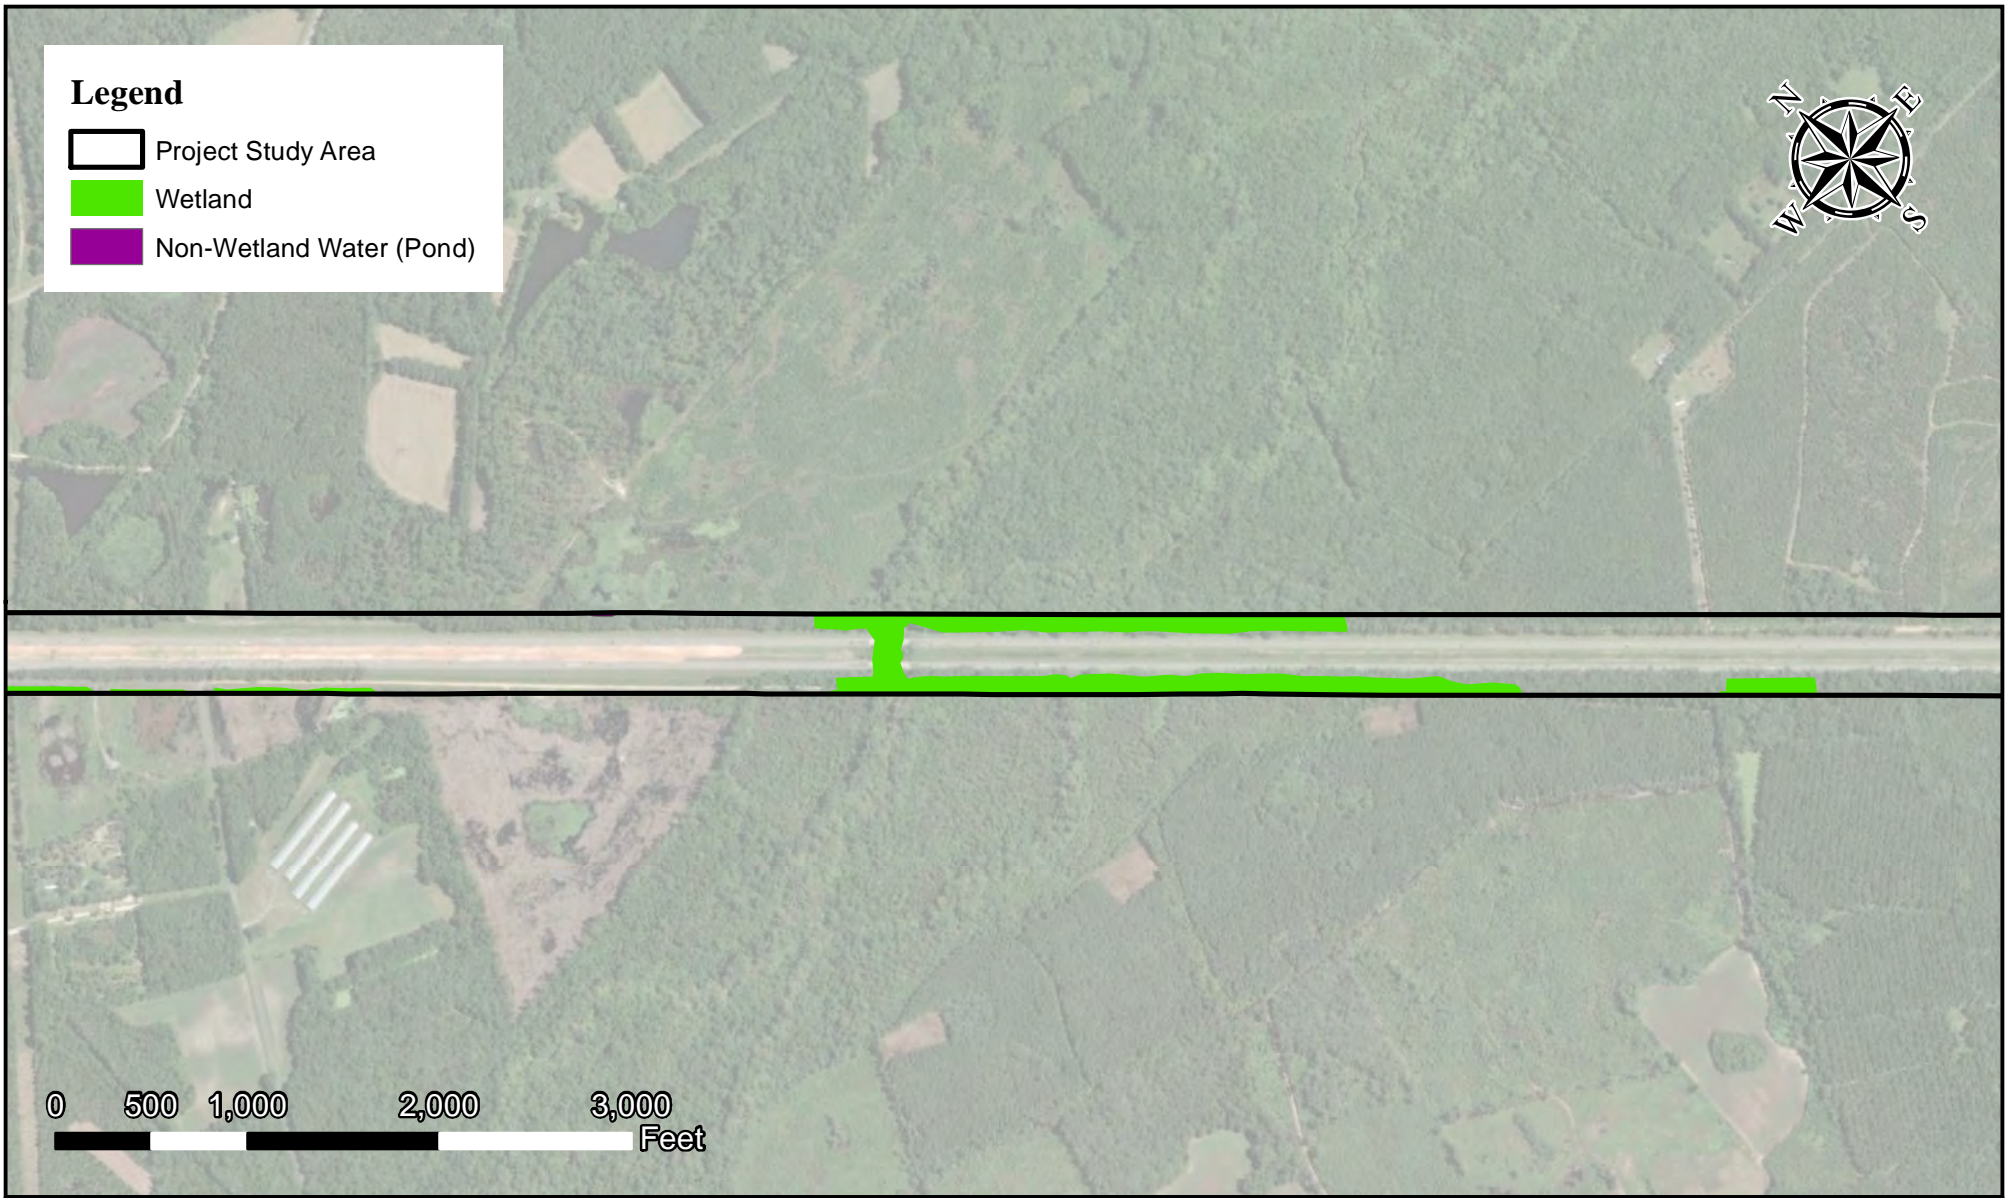 Legend
Project Study Area
Wetland
Non-Wetland Water (Pond)
N E
W S
0 500 1,000 2,000 3,000
Feet